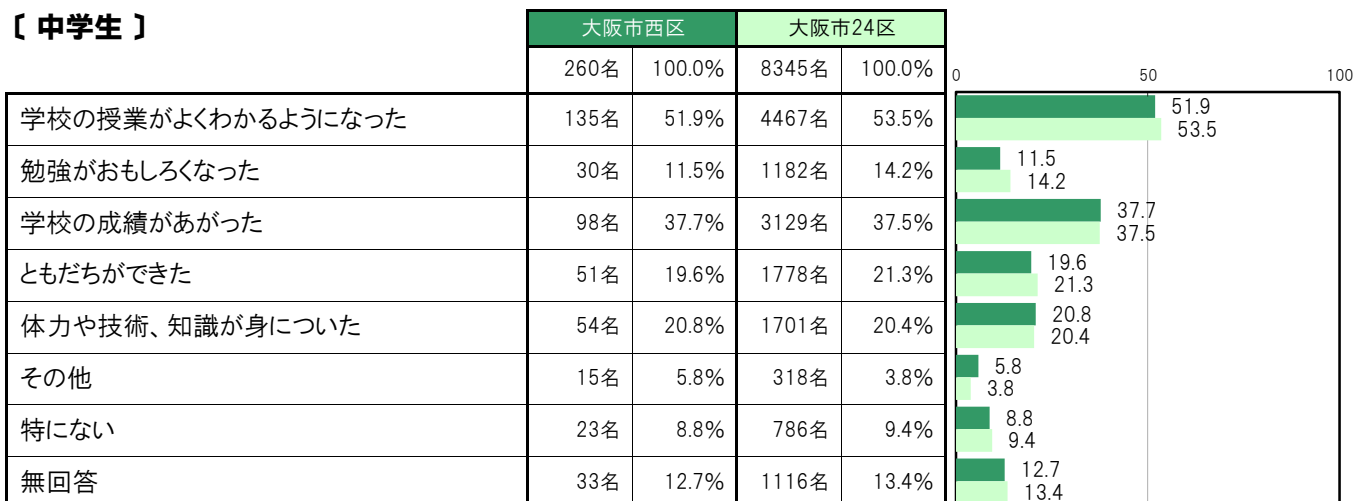 〔 中学生 〕
大阪市西区 大阪市24区
260名 100.0% 8345名 100.0% 0 50 100
学校の授業がよくわかるようになった 135名 51.9% 4467名 53.5% 51.9 53.5
勉強がおもしろくなった 30名 11.5% 1182名 14.2% 11.5 14.2
学校の成績があがった 98名 37.7% 3129名 37.5% 37.7 37.5
ともだちができた 51名 19.6% 1778名 21.3% 19.6 21.3
体力や技術、知識が身についた 54名 20.8% 1701名 20.4% 20.8 20.4
その他 15名 5.8% 318名 3.8% 5.8 3.8
特にない 23名 8.8% 786名 9.4% 8.8 9.4
無回答 33名 12.7% 1116名 13.4% 12.7 13.4